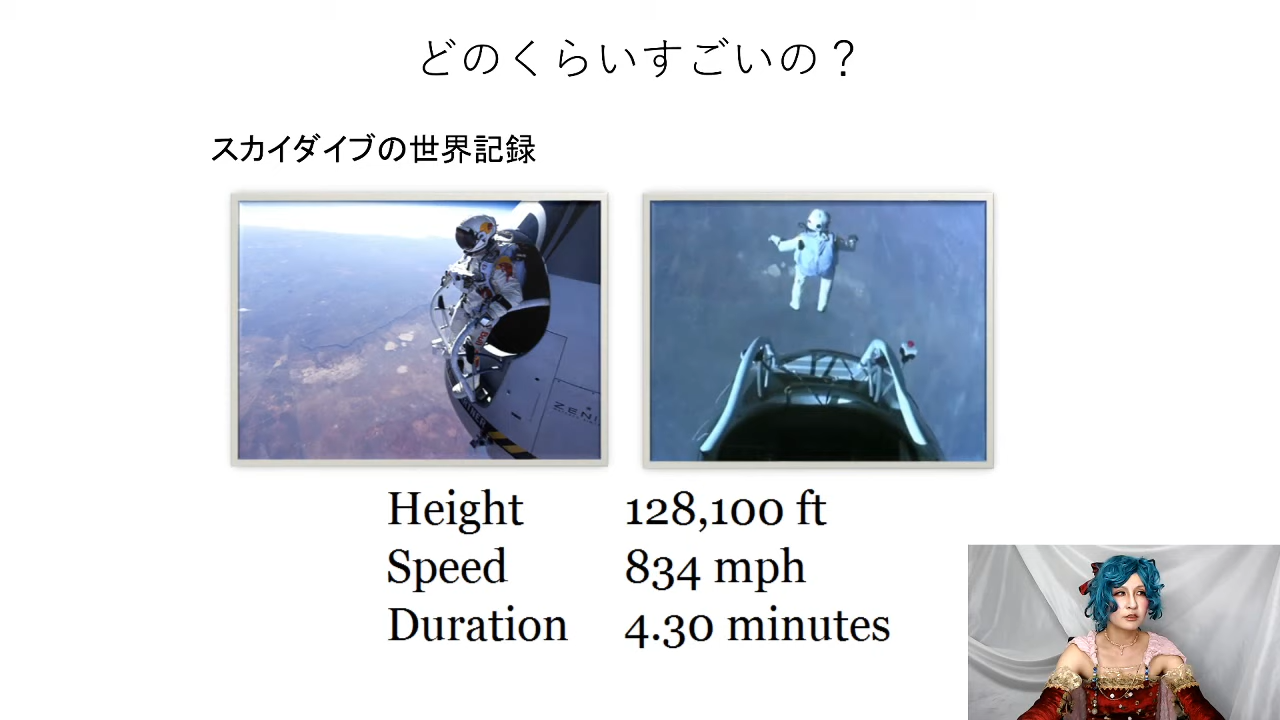 どのくらいすごいの？
スカイダイブの世界記録
ZENI
Height 128,100 ft
Speed 834 mph
Duration 4.30 minutes